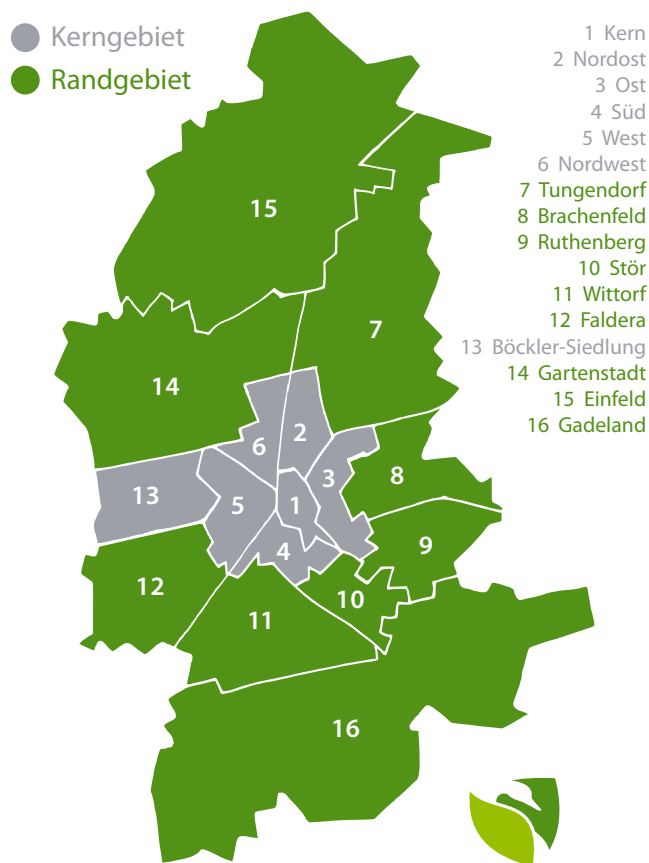 Kerngebiet
Randgebiet
1 Kern
2 Nordost
3 Ost
4 Süd
5 West
6 Nordwest
7 Tungendorf
8 Brachenfeld
9 Ruthenberg
10 Stör
11 Wittorf
12 Faldera
13 Böckler-Siedlung
14 Gartenstadt
15 Einfeld
16 Gadeland
15
7
14
2
6
3
8
13
5
1
9
4
12
10
11
16